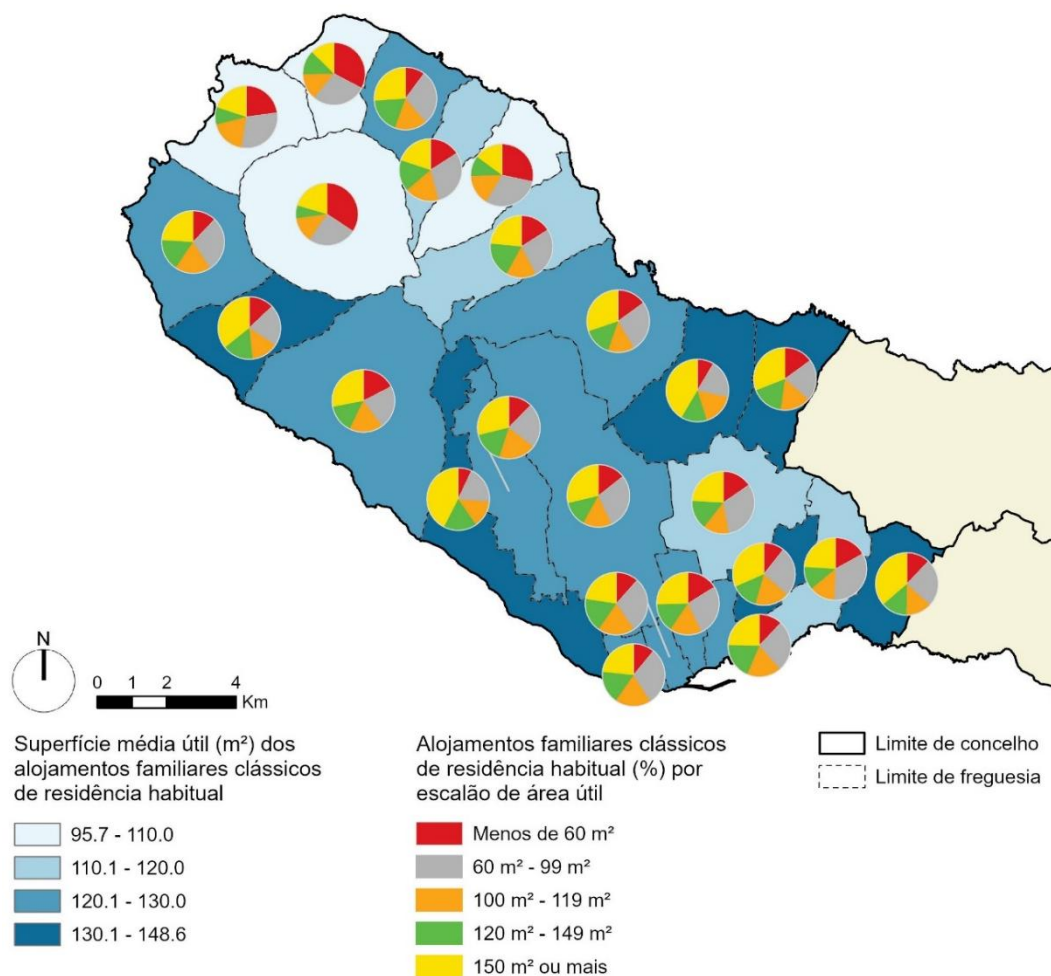 N
0 1 2 4
Km
Superfície média útil (m²) dos
alojamentos familiares clássicos
de residência habitual
95.7 - 110.0
110.1 - 120.0
120.1 - 130.0
130.1 - 148.6
Alojamentos familiares clássicos
de residência habitual (%) por
escalão de área útil
Menos de 60 m²
60 m² - 99 m²
100 m² - 119 m²
120 m² - 149 m²
150 m² ou mais
Limite de concelho
Limite de freguesia